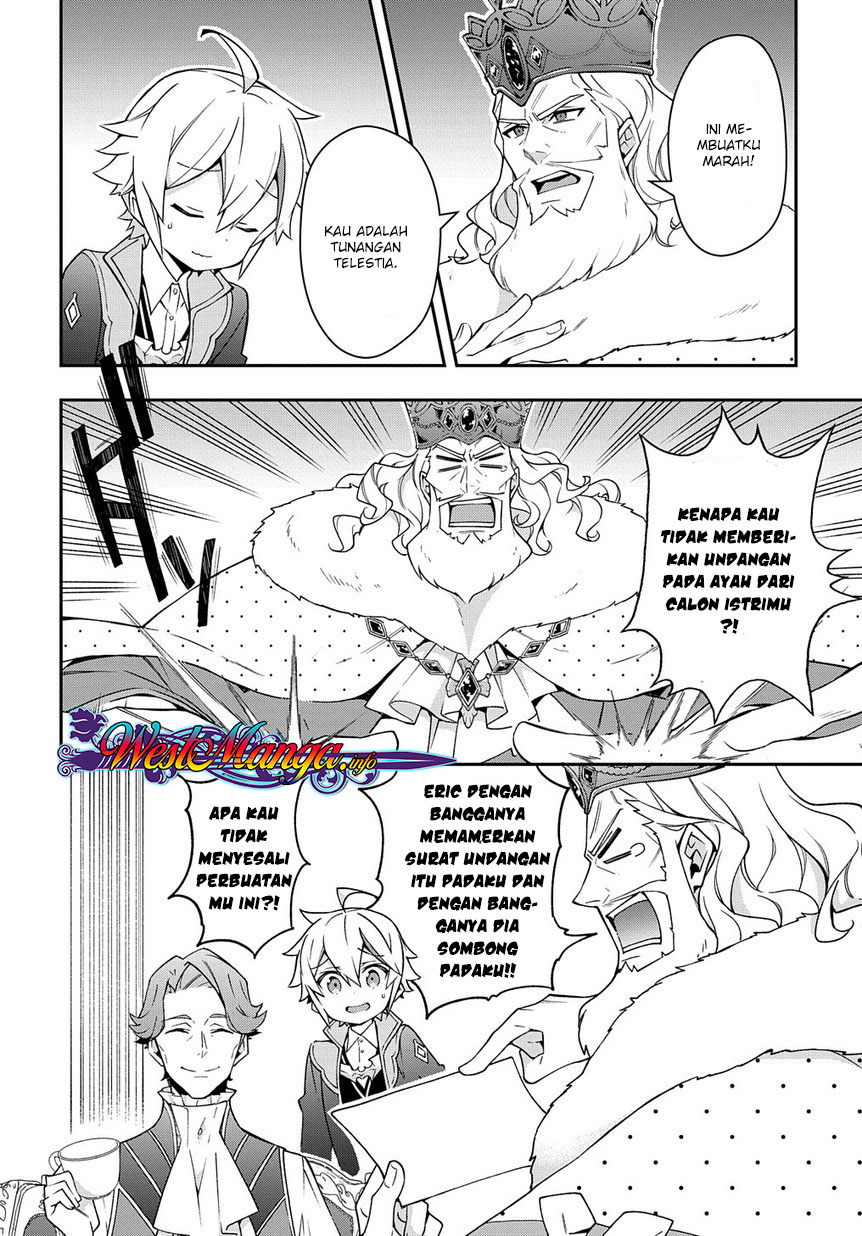 INI ME-
MBUATKU
MARAH!
KAU ADALAH
TUNANGAN
TELESTIA.
KENAPA KAU
TIDAK MEMBERI-
KAN UNDANGAN
PADA AYAH DARI
CALON ISTRIMU
?!
ERIC DENGAN
BANGGANYA
MEMAMERKAN
SURAT UNDANGAN
ITU PADAKU DAN
DENGAN BANG-
GANYA DIA
SOMBONG
PADAKU!!
APA KAU
TIDAK
MENYESALI
PERBUATAN
MU INI?!
WestManga.info